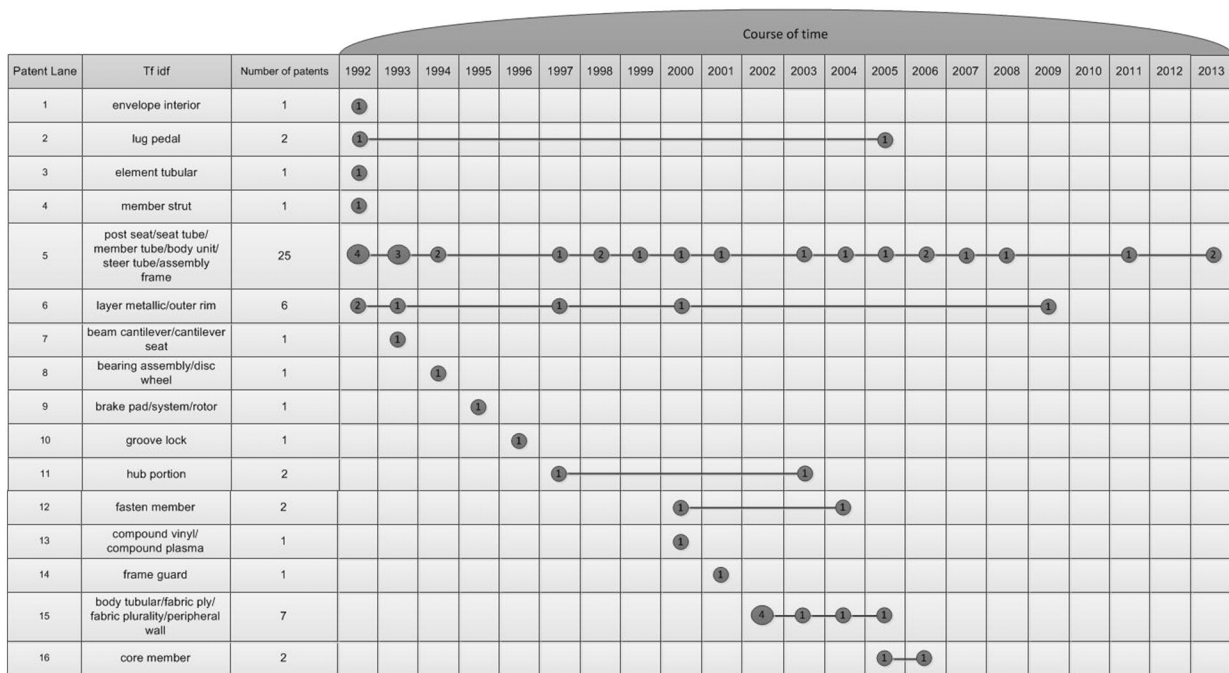 Course of time
Patent Lane Tf idf Number of patents 1992 1993 1994 1995 1996 1997 1998 1999 2000 2001 2002 2003 2004 2005 2006 2007 2008 2009 2011 2012 2013
1 envelope interior 1 1
2 lug pedal 2 1 1
3 element tubular 1 1
4 member strut 1 1
5 post seat/seat tube/
member tube/body unit/
steer tube/assembly
frame 25 4 3 2 1 2 1 1 1 1 1 1 2 1 1 1 2
6 layer metallic/outer rim 6 2 1 1 1 1
7 beam cantilever/cantilever
seat 1 1
8 bearing assembly/disc
wheel 1 1
9 brake pad/system/rotor 1 1
10 groove lock 1 1
11 hub portion 2 1 1
12 fasten member 2 1 1
13 compound vinyl/
compound plasma 1 1
14 frame guard 1 1
15 body tubular/fabric ply/
fabric plurality/peripheral
wall 7 4 1 1 1
16 core member 2 1 1